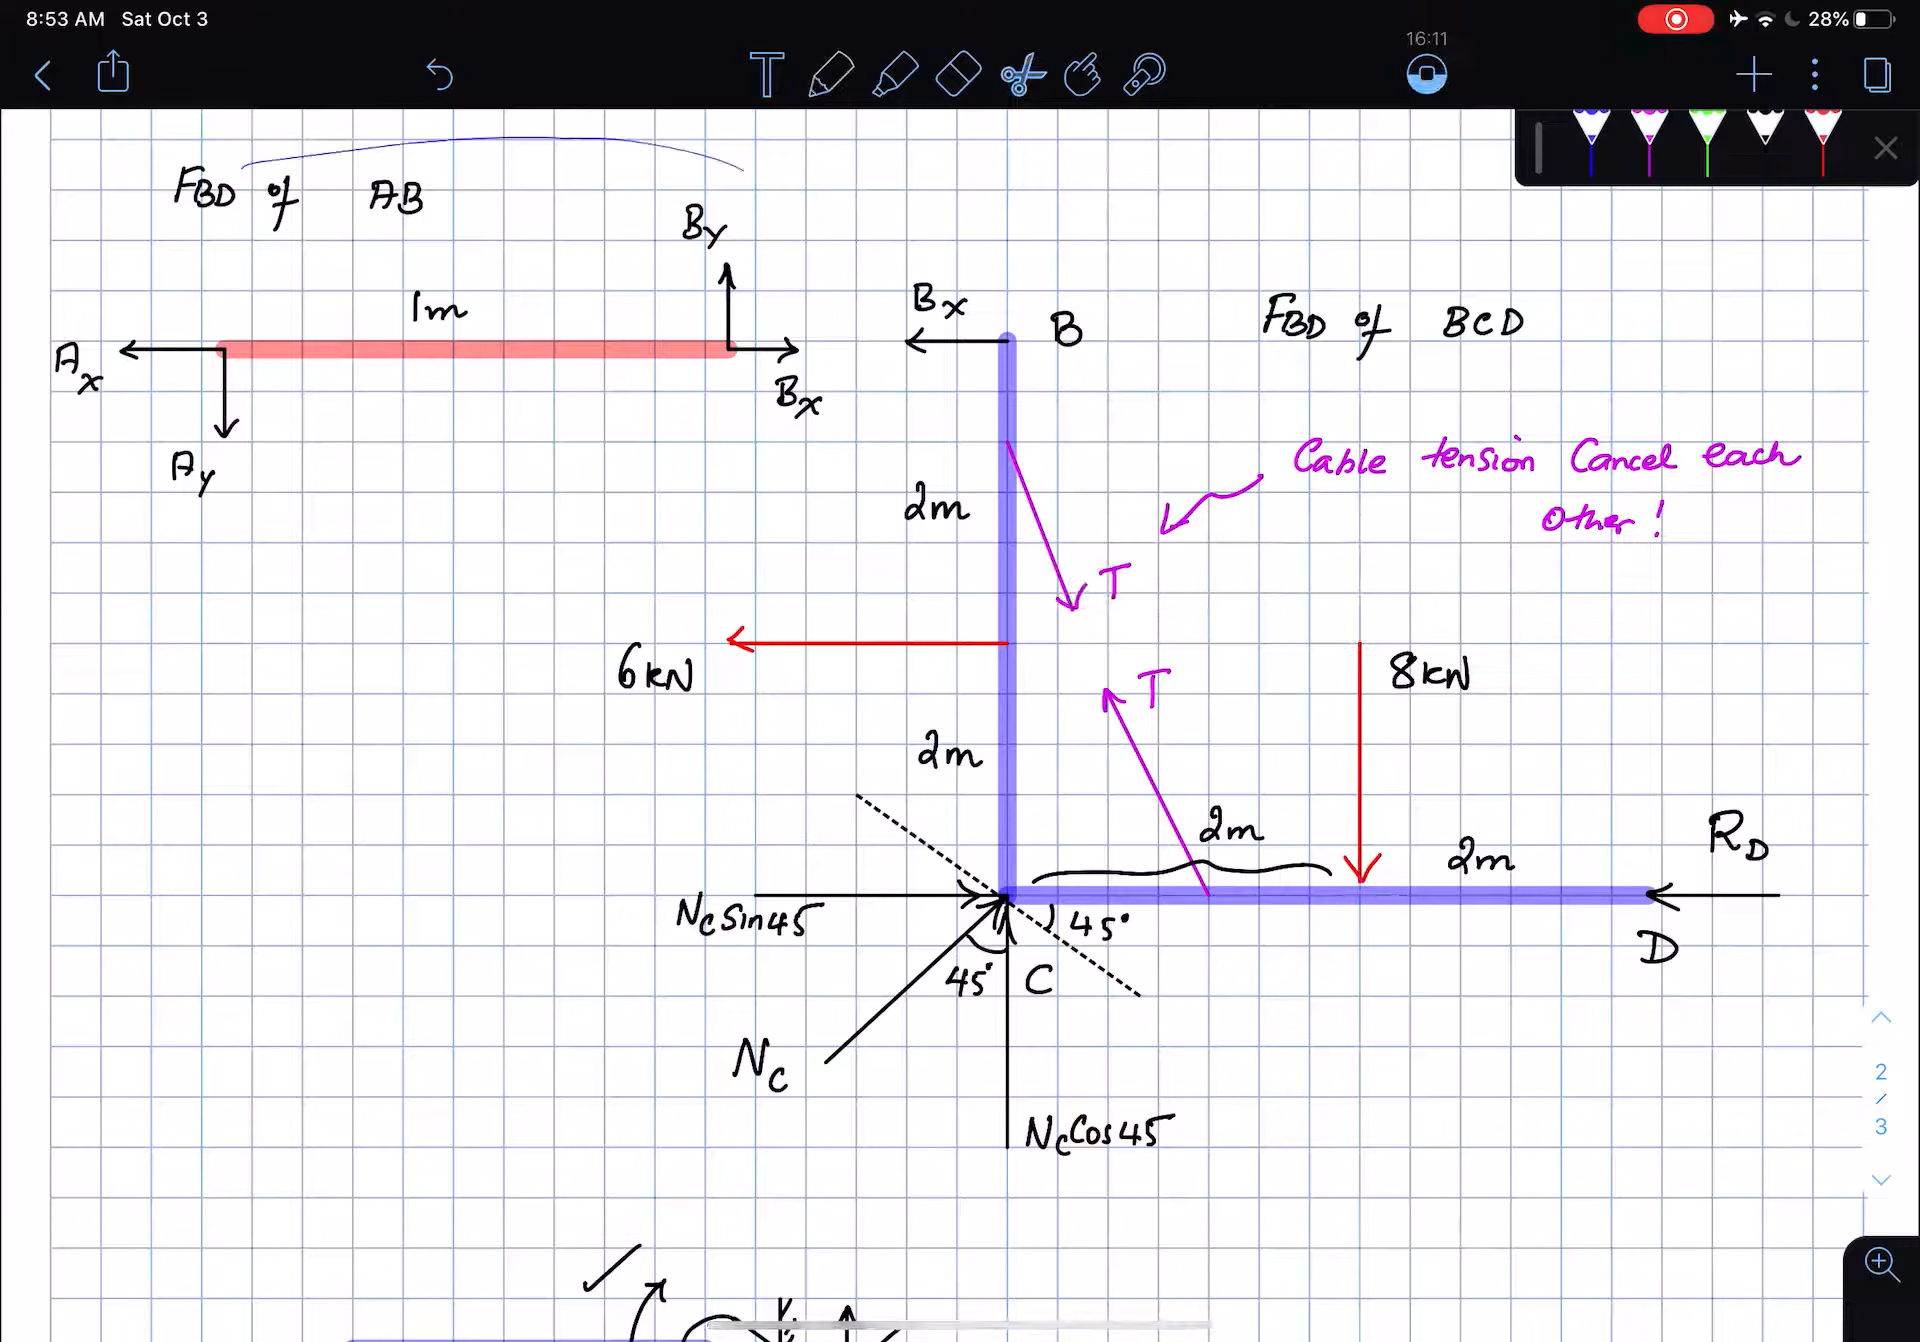 8:53 AM Sat Oct 3
28%
16:11
FBD of AB
By
1m
Ax
Bx
Ay
Bx
B
FBD of BCD
2m
Cable tension Cancel each
Other!
T
6kN
T
8kN
2m
2m
2m
RD
Nc Sin45
45°
D
45°
C
Nc
NcCos45
2
/
3